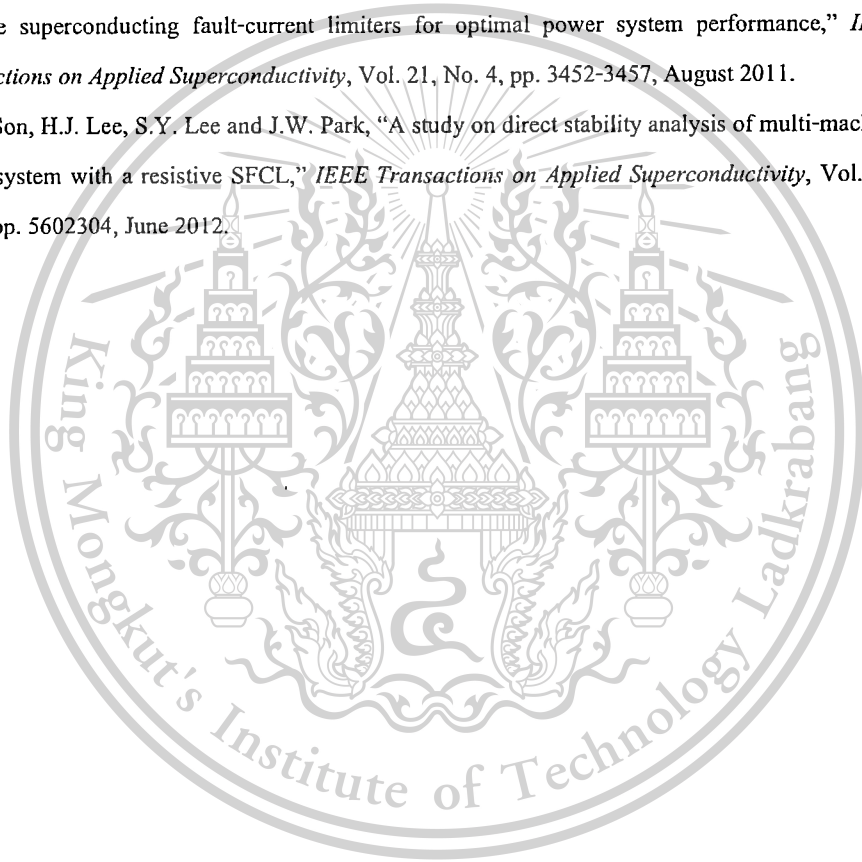 e superconducting fault-current limiters for optimal power system performance,”
ctions on Applied Superconductivity, Vol. 21, No. 4, pp. 3452-3457, August 2011.
Son, H.J. Lee, S.Y. Lee and J.W. Park, “A study on direct stability analysis of multi-mac
system with a resistive SFCL,” IEEE Transactions on Applied Superconductivity, Vol.
pp. 5602304, June 2012.
King Mongkut's Institute of Technology Ladkrabang